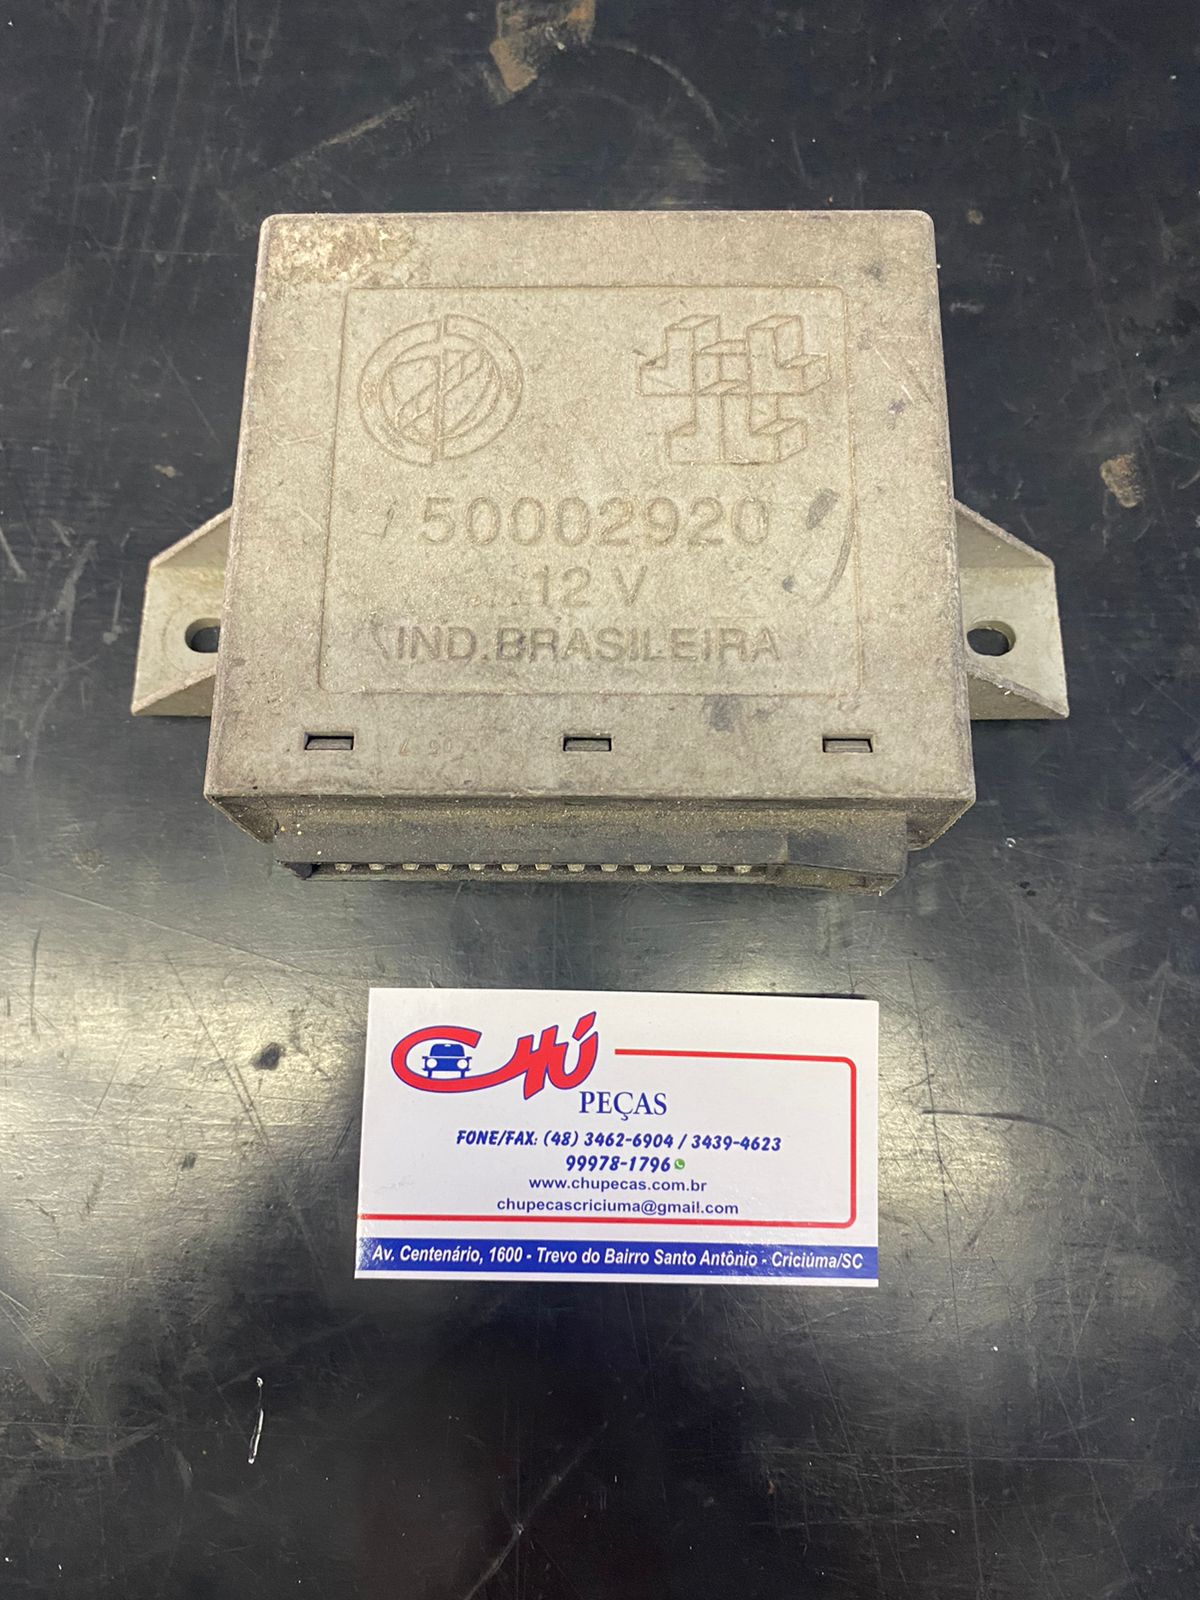 50002920
12 V
IND.BRASILEIRA
CHÚ
PEÇAS
FONE/FAX: (48) 3462-6904 / 3439-4623
99978-1796
www.chupecas.com.br
chupecascriciuma@gmail.com
Av. Centenário, 1600 - Trevo do Bairro Santo Antônio - Criciúma/SC